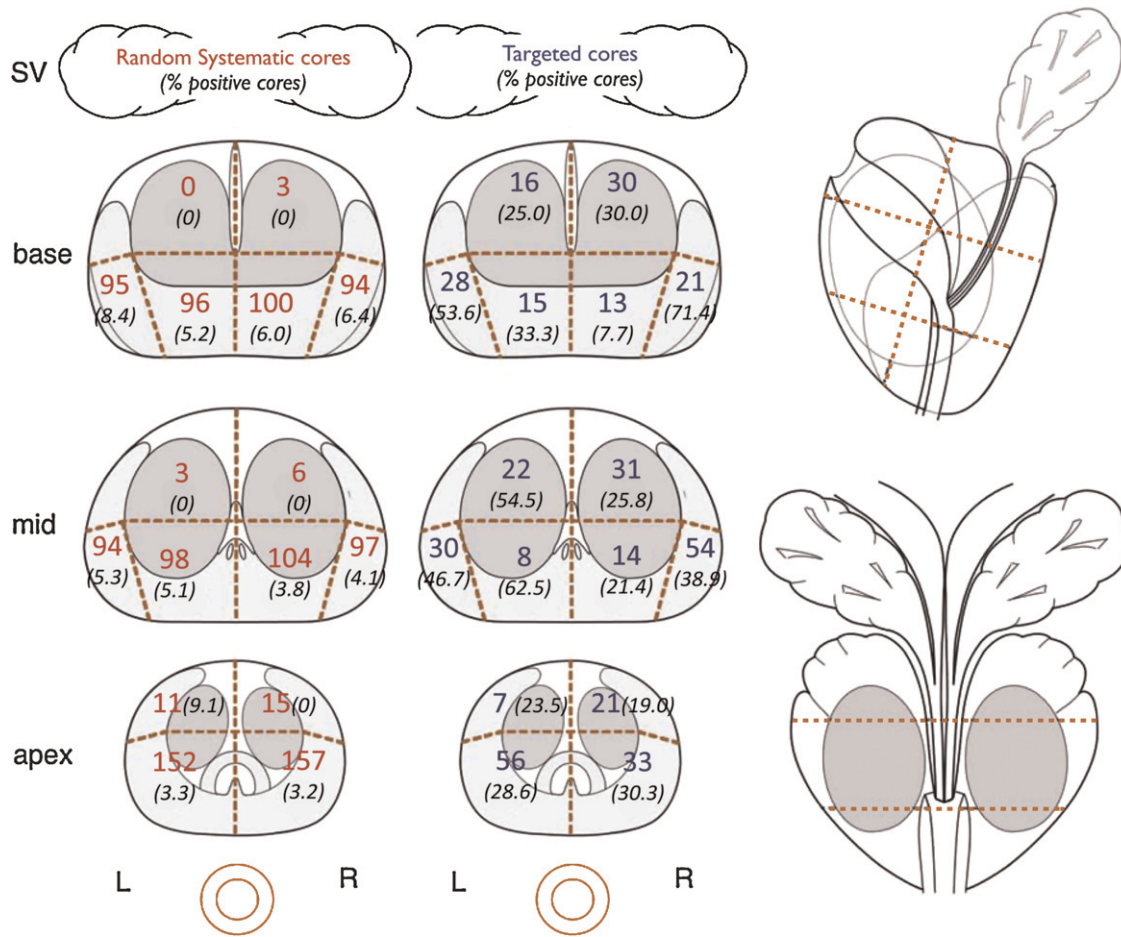 SV
Random Systematic cores
(% positive cores)
Targeted cores
(% positive cores)
base
0 3
(0) (0)
95 96 100 94
(8.4) (5.2) (6.0) (6.4)
16 30
(25.0) (30.0)
28 15 13 21
(53.6) (33.3) (7.7) (71.4)
mid
3 6
(0) (0)
94 98 104 97
(5.3) (5.1) (3.8) (4.1)
22 31
(54.5) (25.8)
30 8 14 54
(46.7) (62.5) (21.4) (38.9)
apex
11 (9.1) 15 (0)
152 157
(3.3) (3.2)
7 (23.5) 21 (19.0)
56 33
(28.6) (30.3)
L R L R